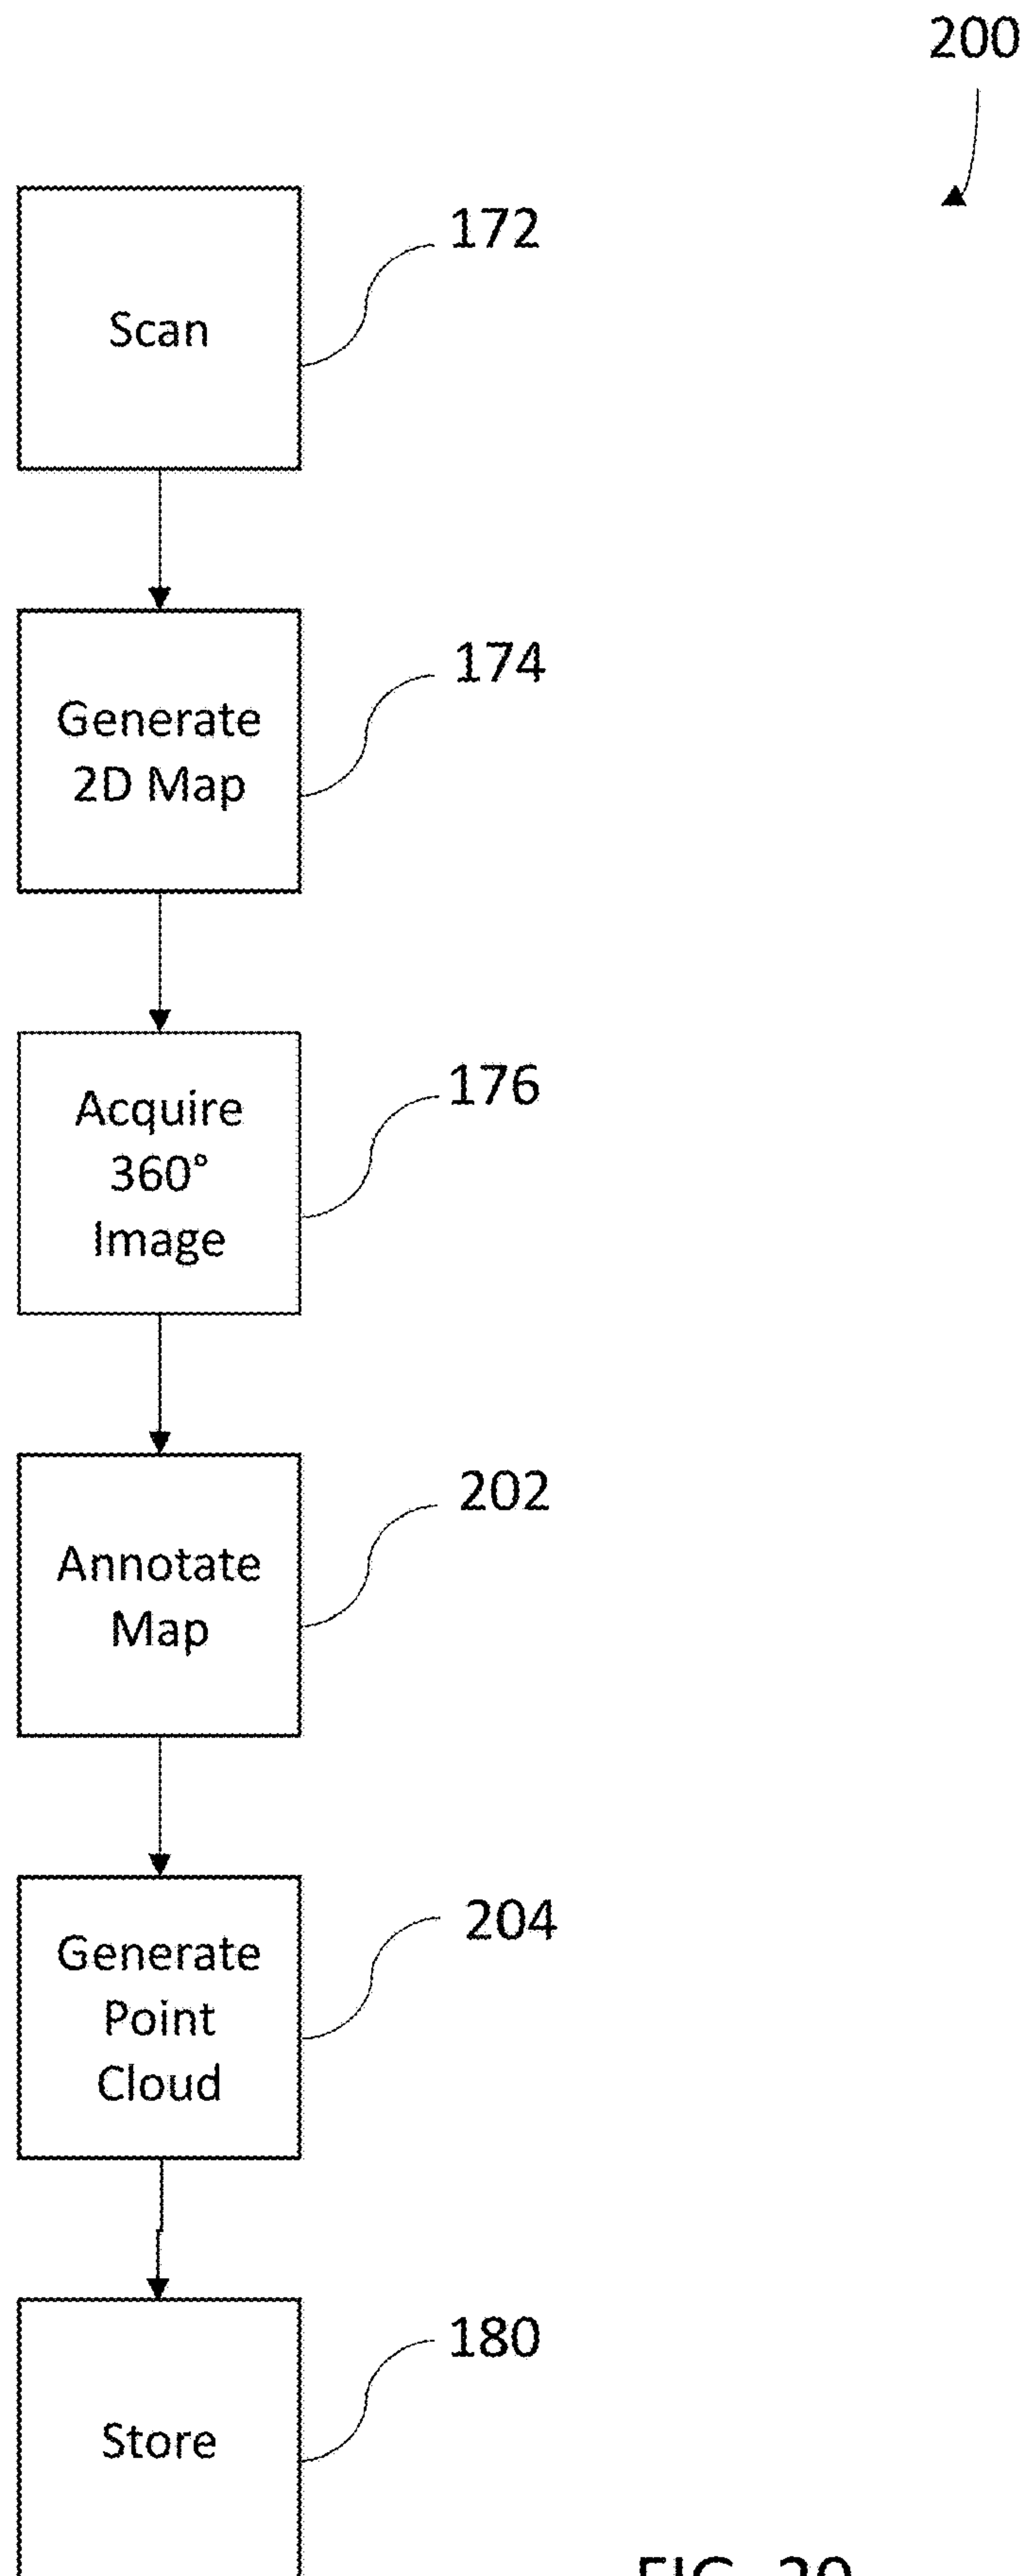 200
Scan
172
Generate
2D Map
174
Acquire
360°
Image
176
Annotate
Map
202
Generate
Point
Cloud
204
Store
180